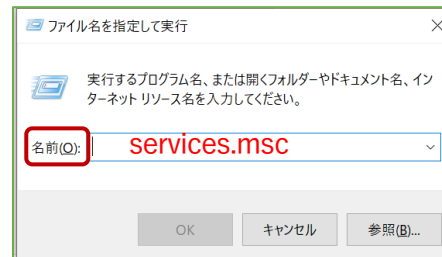 ファイル名を指定して実行
実行するプログラム名、または開くフォルダーやドキュメント名、イン
ターネット リソース名を入力してください。
名前(O): services.msc
OK キャンセル 参照(B)...